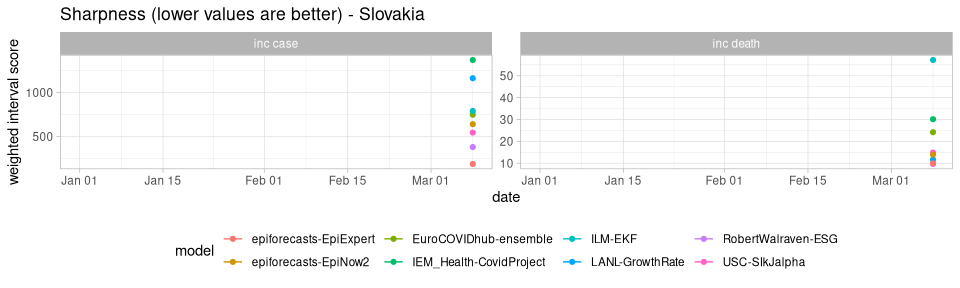 Sharpness (lower values are better) - Slovakia
inc case
inc death
weighted interval score
1000
500
50
40
30
20
10
Jan 01 Jan 15 Feb 01 Feb 15 Mar 01
Jan 01 Jan 15 Feb 01 Feb 15 Mar 01
date
model
epiforecasts-EpiExpert EuroCOVIDhub-ensemble ILM-EKF RobertWalraven-ESG
epiforecasts-EpiNow2 IEM_Health-CovidProject LANL-GrowthRate USC-SIkJalpha